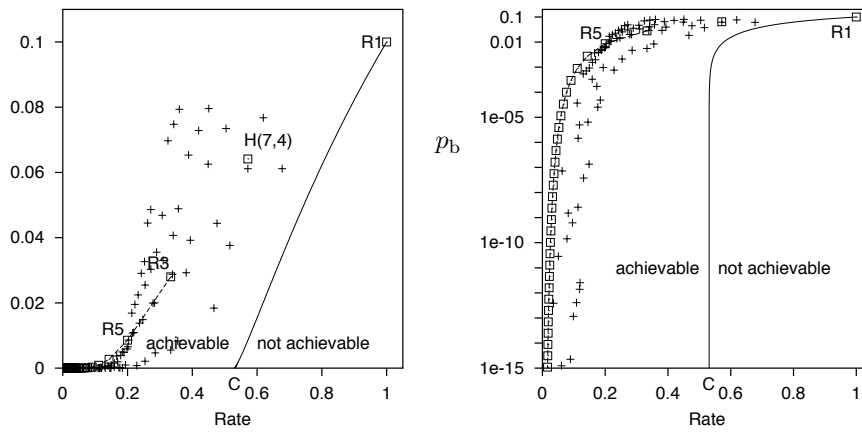 0.1
0.08
0.06
0.04
0.02
0
R1
H(7,4)
R3
R5
achievable
not achievable
0 0.2 0.4 C 0.6 0.8 1
Rate
p_b
0.1
0.01
1e-05
1e-10
1e-15
R5
R1
achievable
not achievable
0 0.2 0.4 C 0.6 0.8 1
Rate